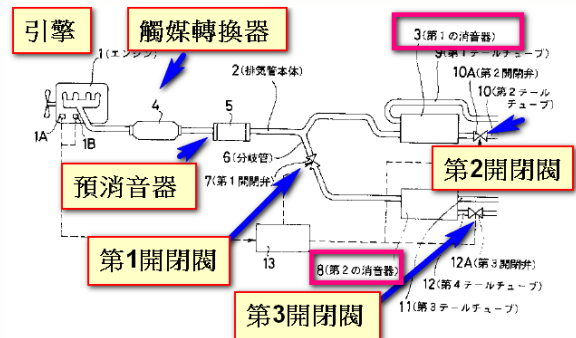 引擎
觸媒轉換器
3(第1の消音器)
9(第1テールチューブ)
1(エンジン)
2(排気管本体)
10A(第2開閉弁)
10(第2テール
チューブ)
4
5
1A
1B
6(分岐管)
7(第1開閉弁)
預消音器
第2開閉閥
第1開閉閥
13
8(第2の消音器)
12A(第3開閉弁)
12(第4テールチューブ)
11(第3テールチューブ)
第3開閉閥